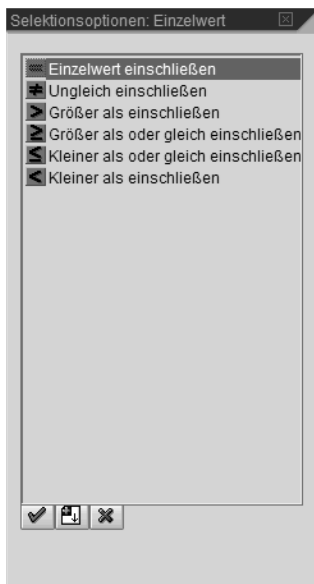 Selektionsoptionen: Einzelwert
Einzelwert einschließen
≠ Ungleich einschließen
> Größer als einschließen
≥ Größer als oder gleich einschließen
≤ Kleiner als oder gleich einschließen
< Kleiner als einschließen